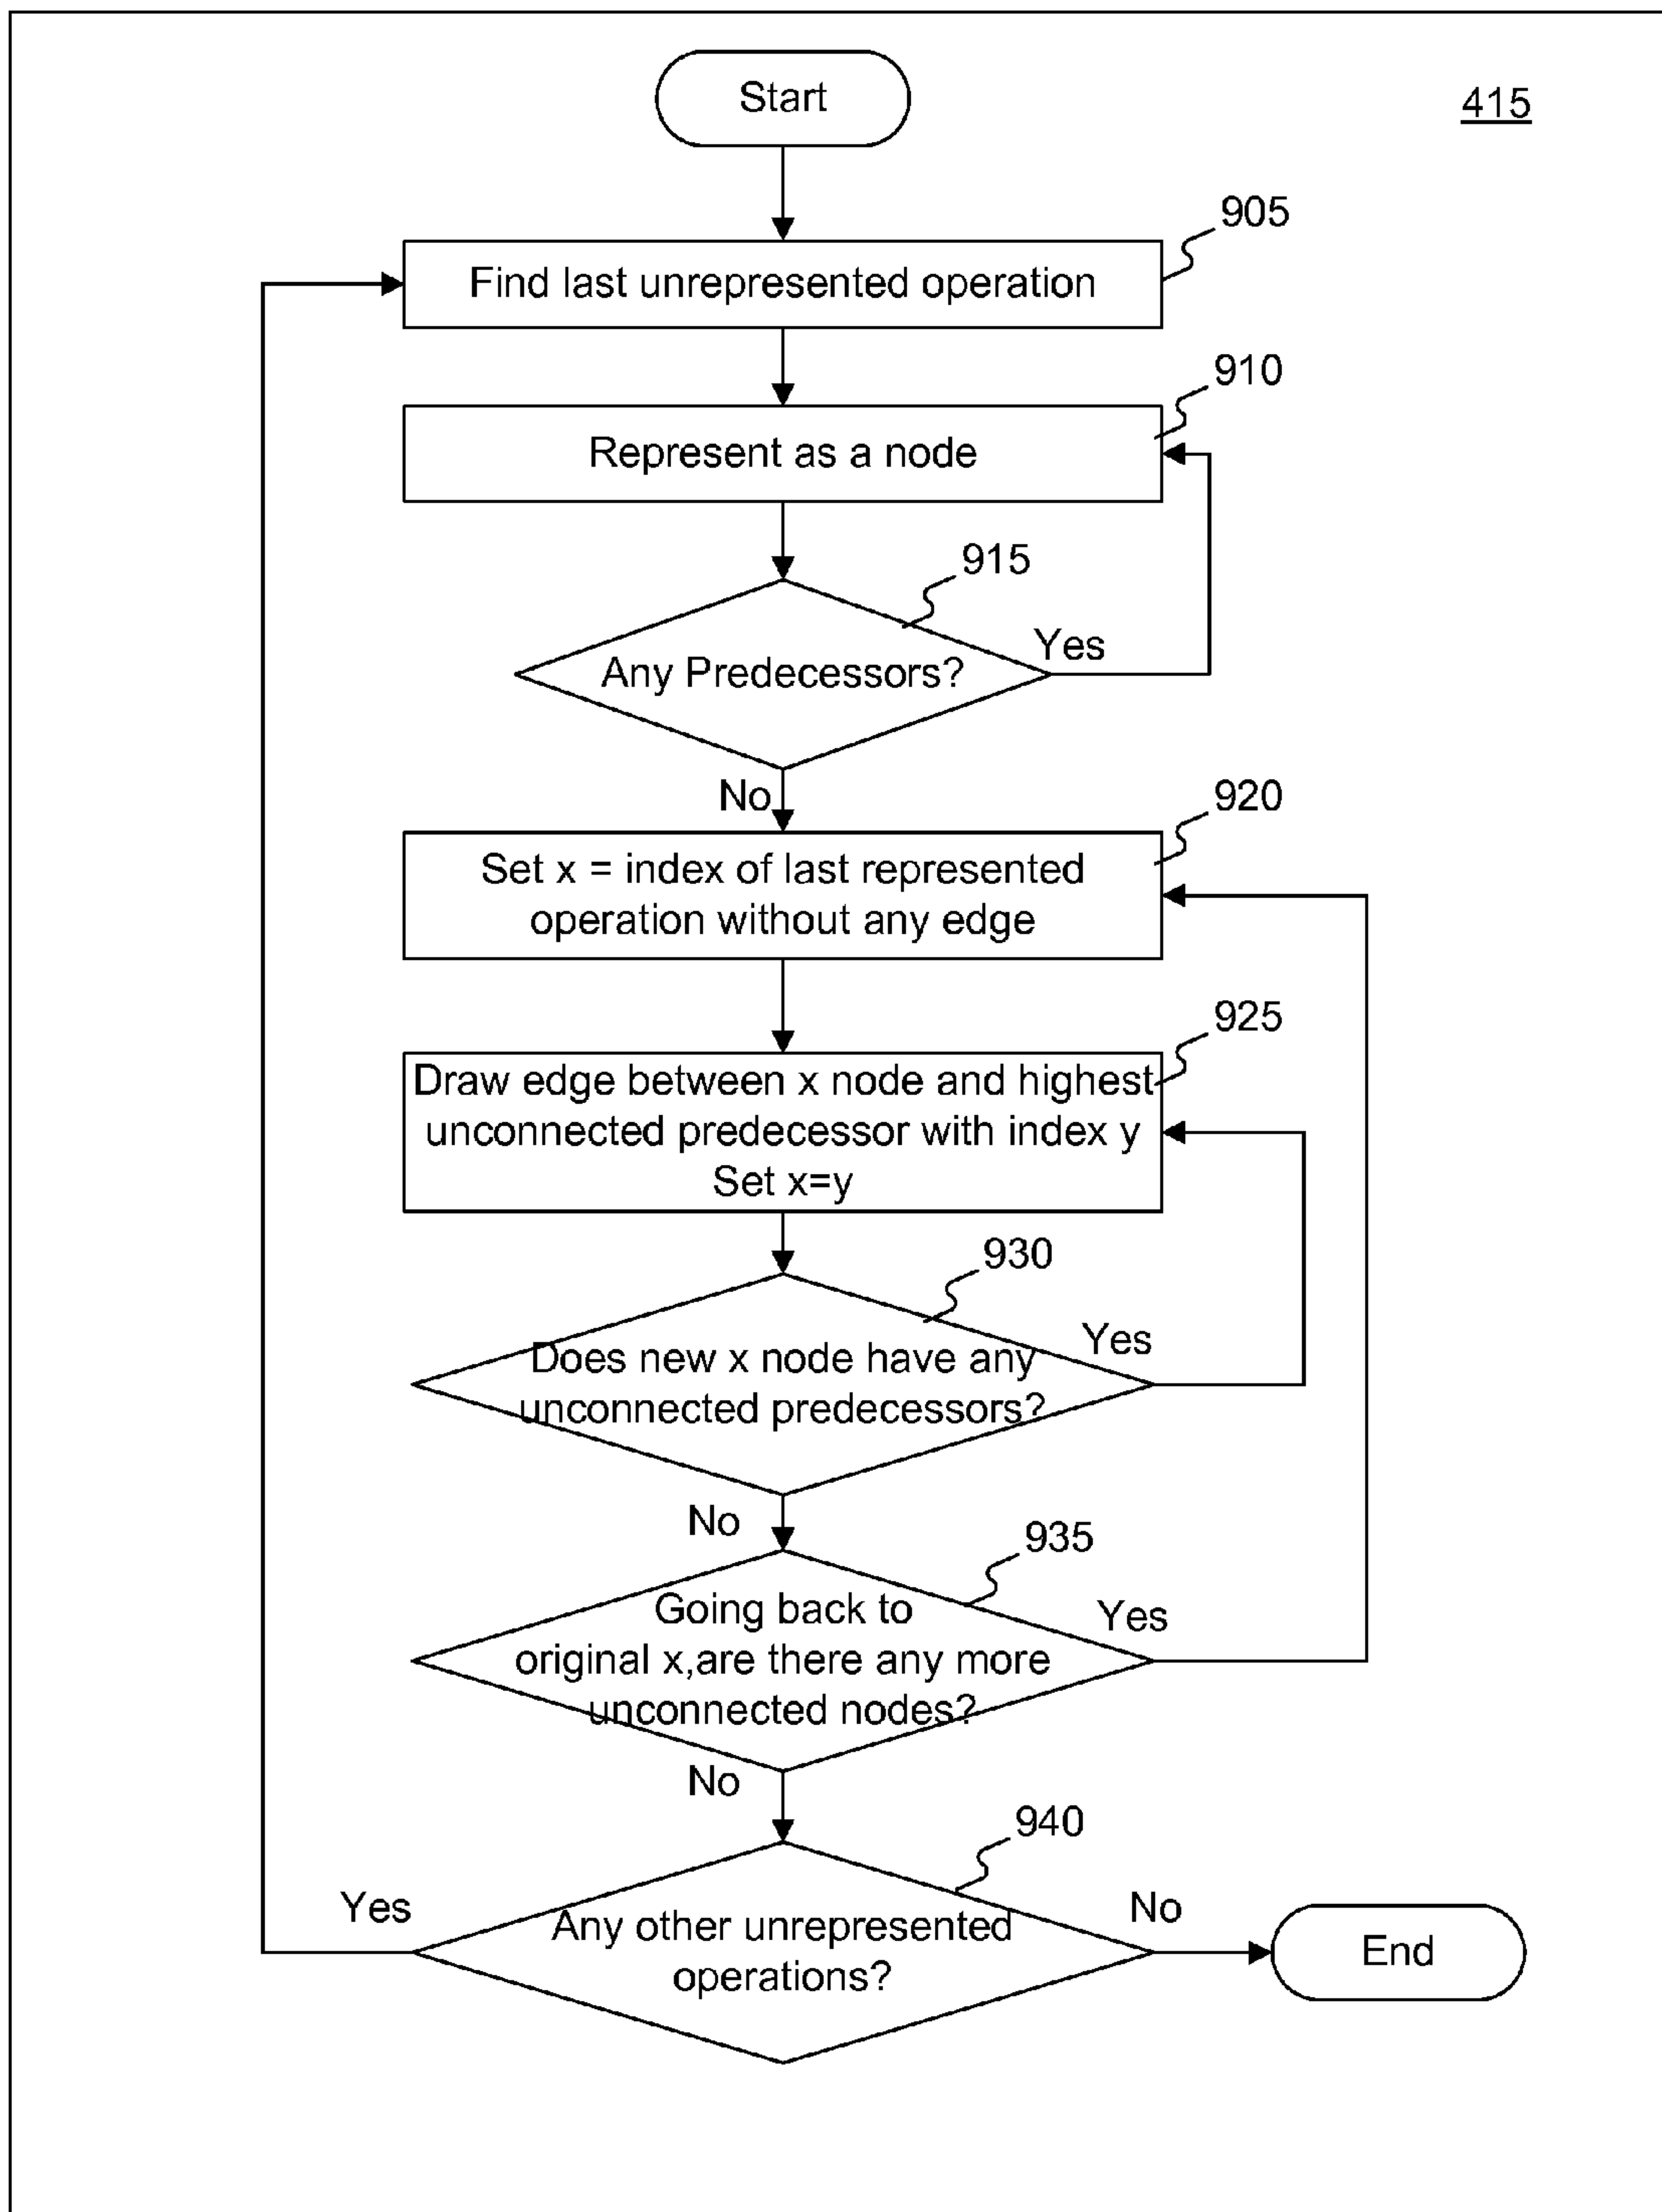 Start
415
905
Find last unrepresented operation
910
Represent as a node
915
Any Predecessors?
Yes
No
920
Set x = index of last represented
operation without any edge
925
Draw edge between x node and highest
unconnected predecessor with index y
Set x=y
930
Does new x node have any
unconnected predecessors?
Yes
No
935
Going back to
original x,are there any more
unconnected nodes?
Yes
No
940
Any other unrepresented
operations?
Yes
No
End